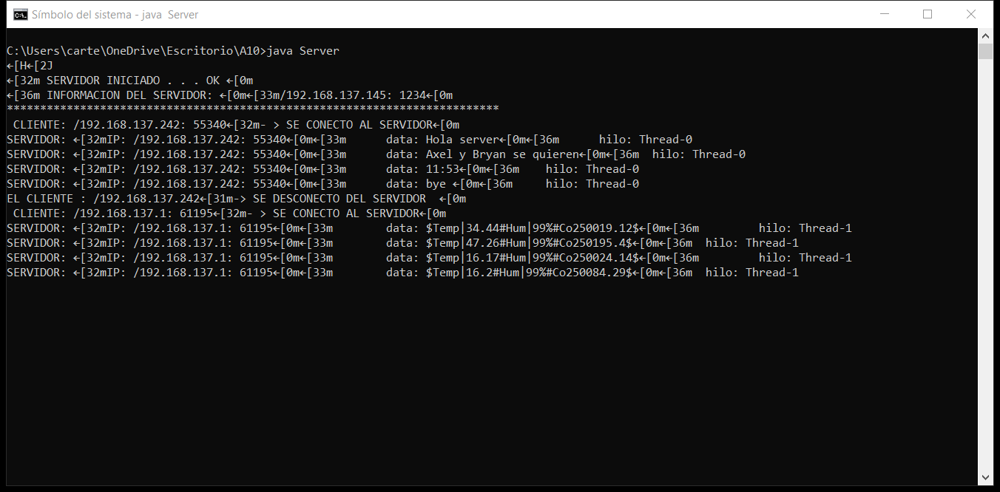 Símbolo del sistema - java  Server
C:\Users\carte\OneDrive\Escritorio\A10>java Server
←[H←[2J
←[32m SERVIDOR INICIADO . . . OK ←[0m
←[36m INFORMACION DEL SERVIDOR: ←[0m←[33m/192.168.137.145: 1234←[0m
**************************************************************************
 CLIENTE: /192.168.137.242: 55340←[32m- > SE CONECTO AL SERVIDOR←[0m
SERVIDOR: ←[32mIP: /192.168.137.242: 55340←[0m←[33m      data: Hola server←[0m←[36m      hilo: Thread-0
SERVIDOR: ←[32mIP: /192.168.137.242: 55340←[0m←[33m      data: Axel y Bryan se quieren←[0m←[36m  hilo: Thread-0
SERVIDOR: ←[32mIP: /192.168.137.242: 55340←[0m←[33m      data: 11:53←[0m←[36m    hilo: Thread-0
SERVIDOR: ←[32mIP: /192.168.137.242: 55340←[0m←[33m      data: bye ←[0m←[36m     hilo: Thread-0
EL CLIENTE : /192.168.137.242←[31m-> SE DESCONECTO DEL SERVIDOR  ←[0m
 CLIENTE: /192.168.137.1: 61195←[32m- > SE CONECTO AL SERVIDOR←[0m
SERVIDOR: ←[32mIP: /192.168.137.1: 61195←[0m←[33m        data: $Temp|34.44#Hum|99%#Co250019.12$←[0m←[36m         hilo: Thread-1
SERVIDOR: ←[32mIP: /192.168.137.1: 61195←[0m←[33m        data: $Temp|47.26#Hum|99%#Co250195.4$←[0m←[36m  hilo: Thread-1
SERVIDOR: ←[32mIP: /192.168.137.1: 61195←[0m←[33m        data: $Temp|16.17#Hum|99%#Co250024.14$←[0m←[36m         hilo: Thread-1
SERVIDOR: ←[32mIP: /192.168.137.1: 61195←[0m←[33m        data: $Temp|16.2#Hum|99%#Co250084.29$←[0m←[36m  hilo: Thread-1